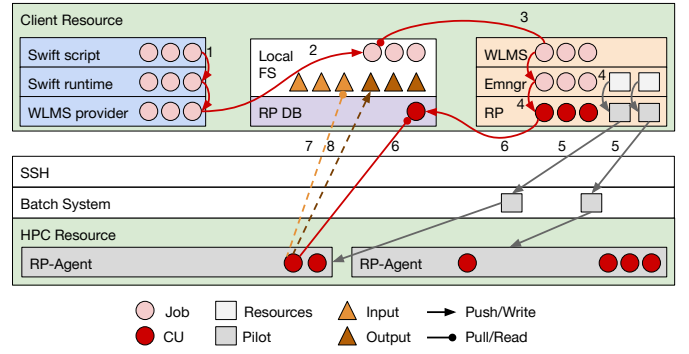 Client Resource
3
Swift script
1
2
Local
FS
WLMS
Swift runtime
Emngr
4
WLMS provider
RP DB
RP
4
7
8
6
6
5
5
SSH
Batch System
HPC Resource
RP-Agent
RP-Agent
Job
Resources
Input
Push/Write
CU
Pilot
Output
Pull/Read